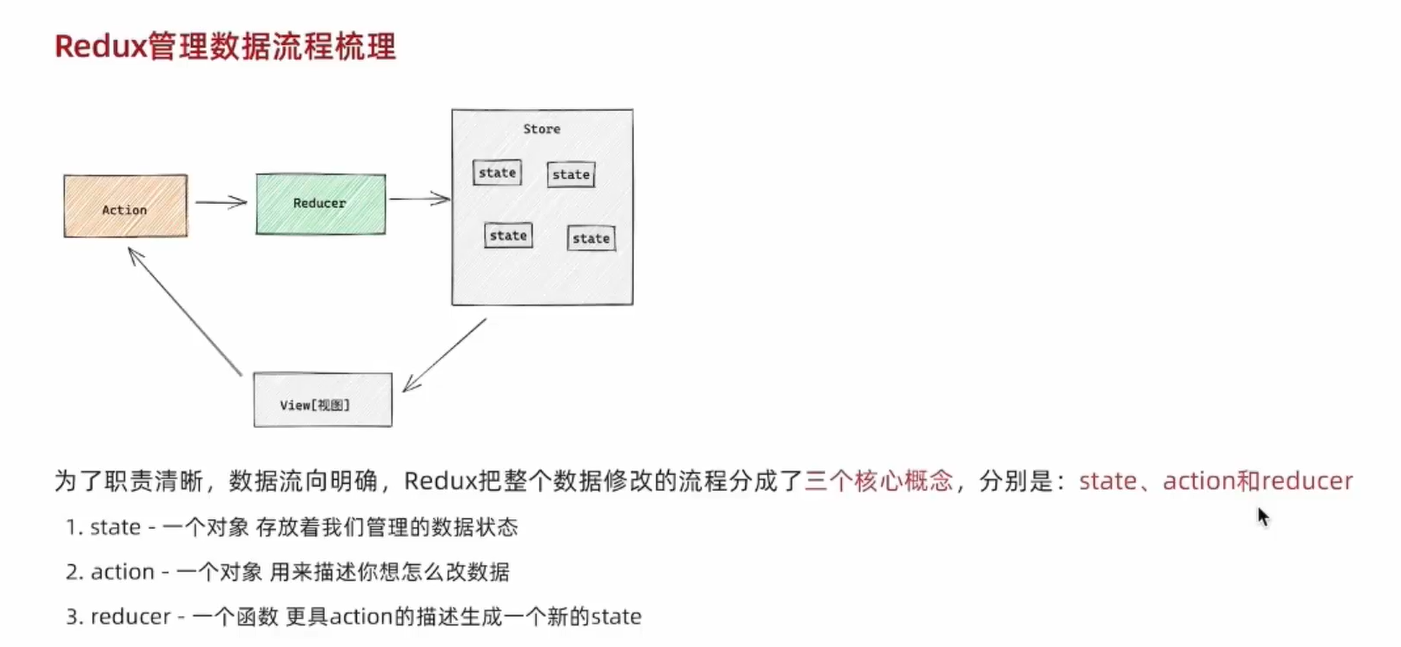 Redux管理数据流程梳理
Store
state
state
Action
Reducer
state
state
View[视图]
为了职责清晰，数据流向明确，Redux把整个数据修改的流程分成了三个核心概念，分别是：state、action和reducer
1. state - 一个对象 存放着我们管理的数据状态
2. action - 一个对象 用来描述你想怎么改数据
3. reducer - 一个函数 更具action的描述生成一个新的state